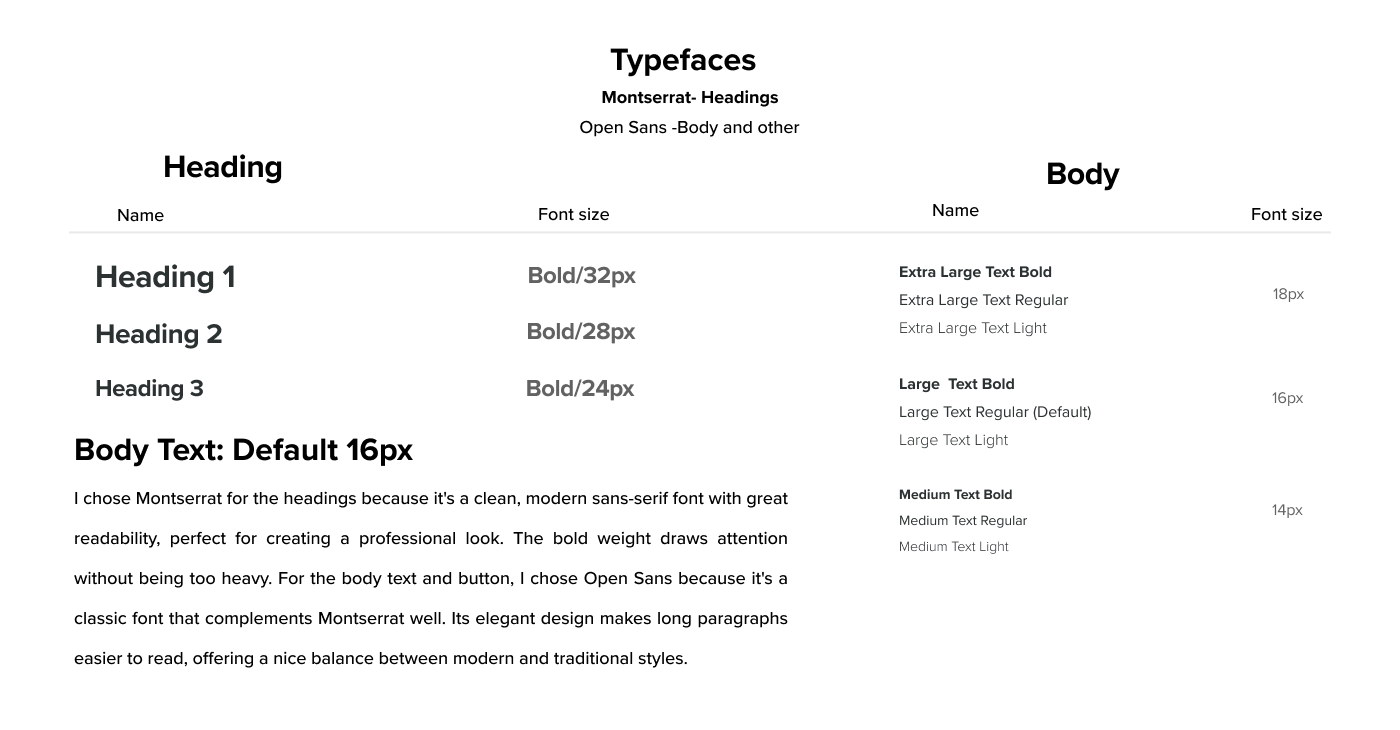 Typefaces
Montserrat- Headings
Open Sans -Body and other
Heading
Name
Font size
Heading 1
Bold/32px
Heading 2
Bold/28px
Heading 3
Bold/24px
Body Text: Default 16px
I chose Montserrat for the headings because it's a clean, modern sans-serif font with great
readability, perfect for creating a professional look. The bold weight draws attention
without being too heavy. For the body text and button, I chose Open Sans because it's a
classic font that complements Montserrat well. Its elegant design makes long paragraphs
easier to read, offering a nice balance between modern and traditional styles.
Body
Name
Font size
Extra Large Text Bold
Extra Large Text Regular
Extra Large Text Light
18px
Large  Text Bold
Large Text Regular (Default)
Large Text Light
16px
Medium Text Bold
Medium Text Regular
Medium Text Light
14px